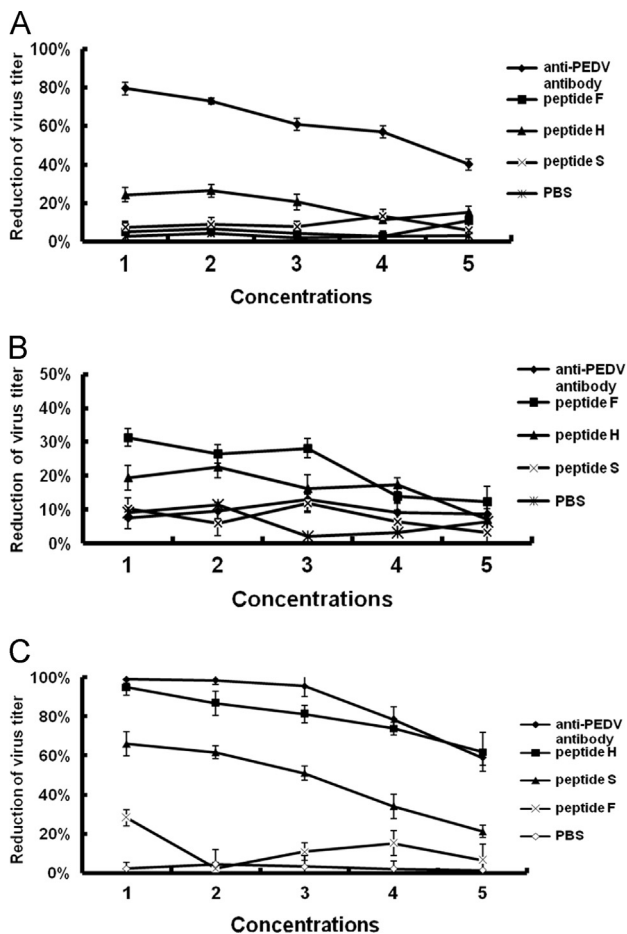 A
100%
80%
60%
40%
20%
0%
Reduction of virus titer
1 2 3 4 5
Concentrations
anti-PEDV
antibody
peptide F
peptide H
peptide S
PBS
B
50%
40%
30%
20%
10%
0%
Reduction of virus titer
1 2 3 4 5
Concentrations
anti-PEDV
antibody
peptide F
peptide H
peptide S
PBS
C
100%
80%
60%
40%
20%
0%
Reduction of virus titer
1 2 3 4 5
Concentrations
anti-PEDV
antibody
peptide H
peptide S
peptide F
PBS